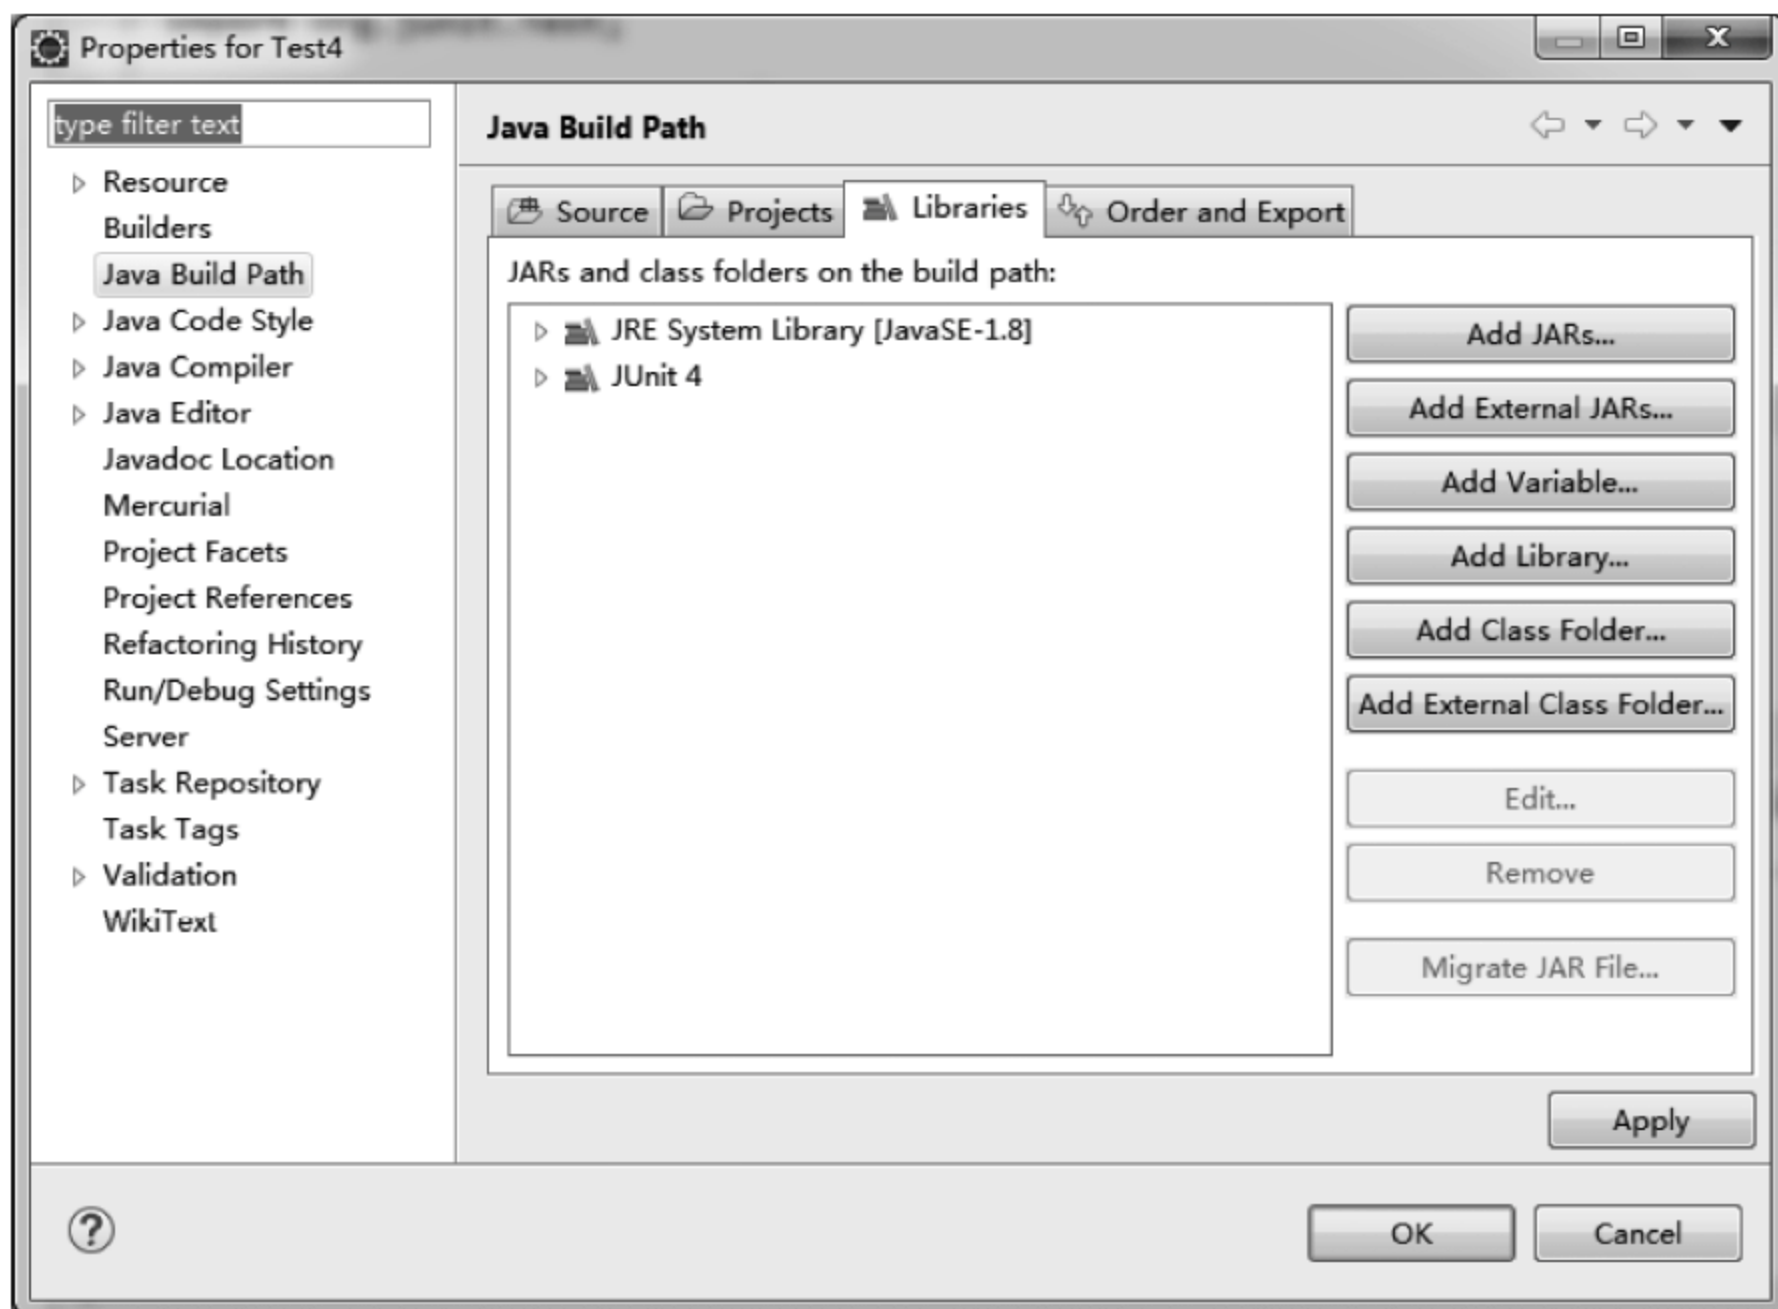 Properties for Test4
type filter text
Resource
Builders
Java Build Path
Java Code Style
Java Compiler
Java Editor
Javadoc Location
Mercurial
Project Facets
Project References
Refactoring History
Run/Debug Settings
Server
Task Repository
Task Tags
Validation
WikiText
Java Build Path
Source Projects Libraries Order and Export
JARs and class folders on the build path:
JRE System Library [JavaSE-1.8]
JUnit 4
Add JARs...
Add External JARs...
Add Variable...
Add Library...
Add Class Folder...
Add External Class Folder...
Edit...
Remove
Migrate JAR File...
Apply
OK Cancel